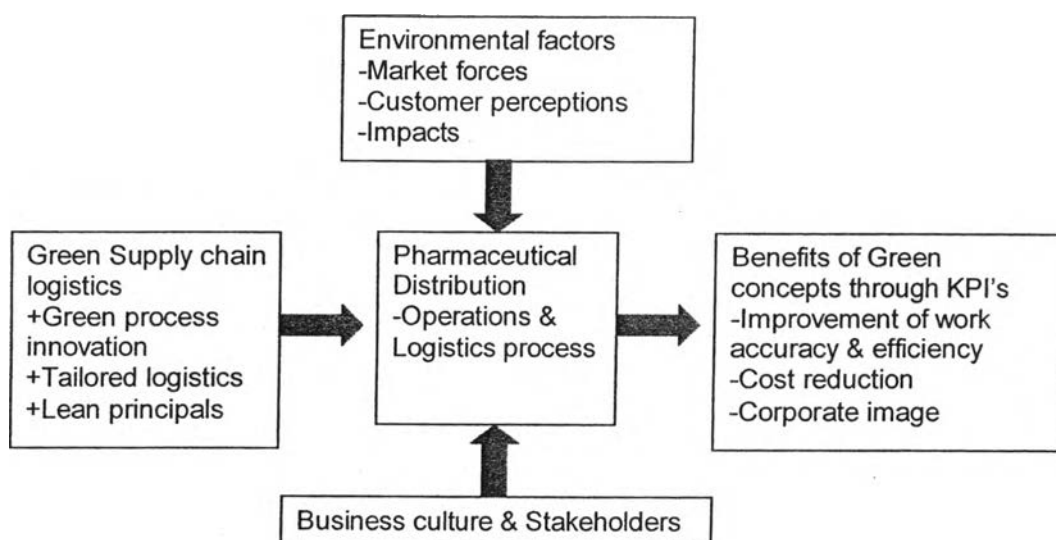 Environmental factors
-Market forces
-Customer perceptions
-Impacts
Green Supply chain
logistics
+Green process
innovation
+Tailored logistics
+Lean principals
Pharmaceutical
Distribution
-Operations &
Logistics process
Benefits of Green
concepts through KPI's
-Improvement of work
accuracy & efficiency
-Cost reduction
-Corporate image
Business culture & Stakeholders